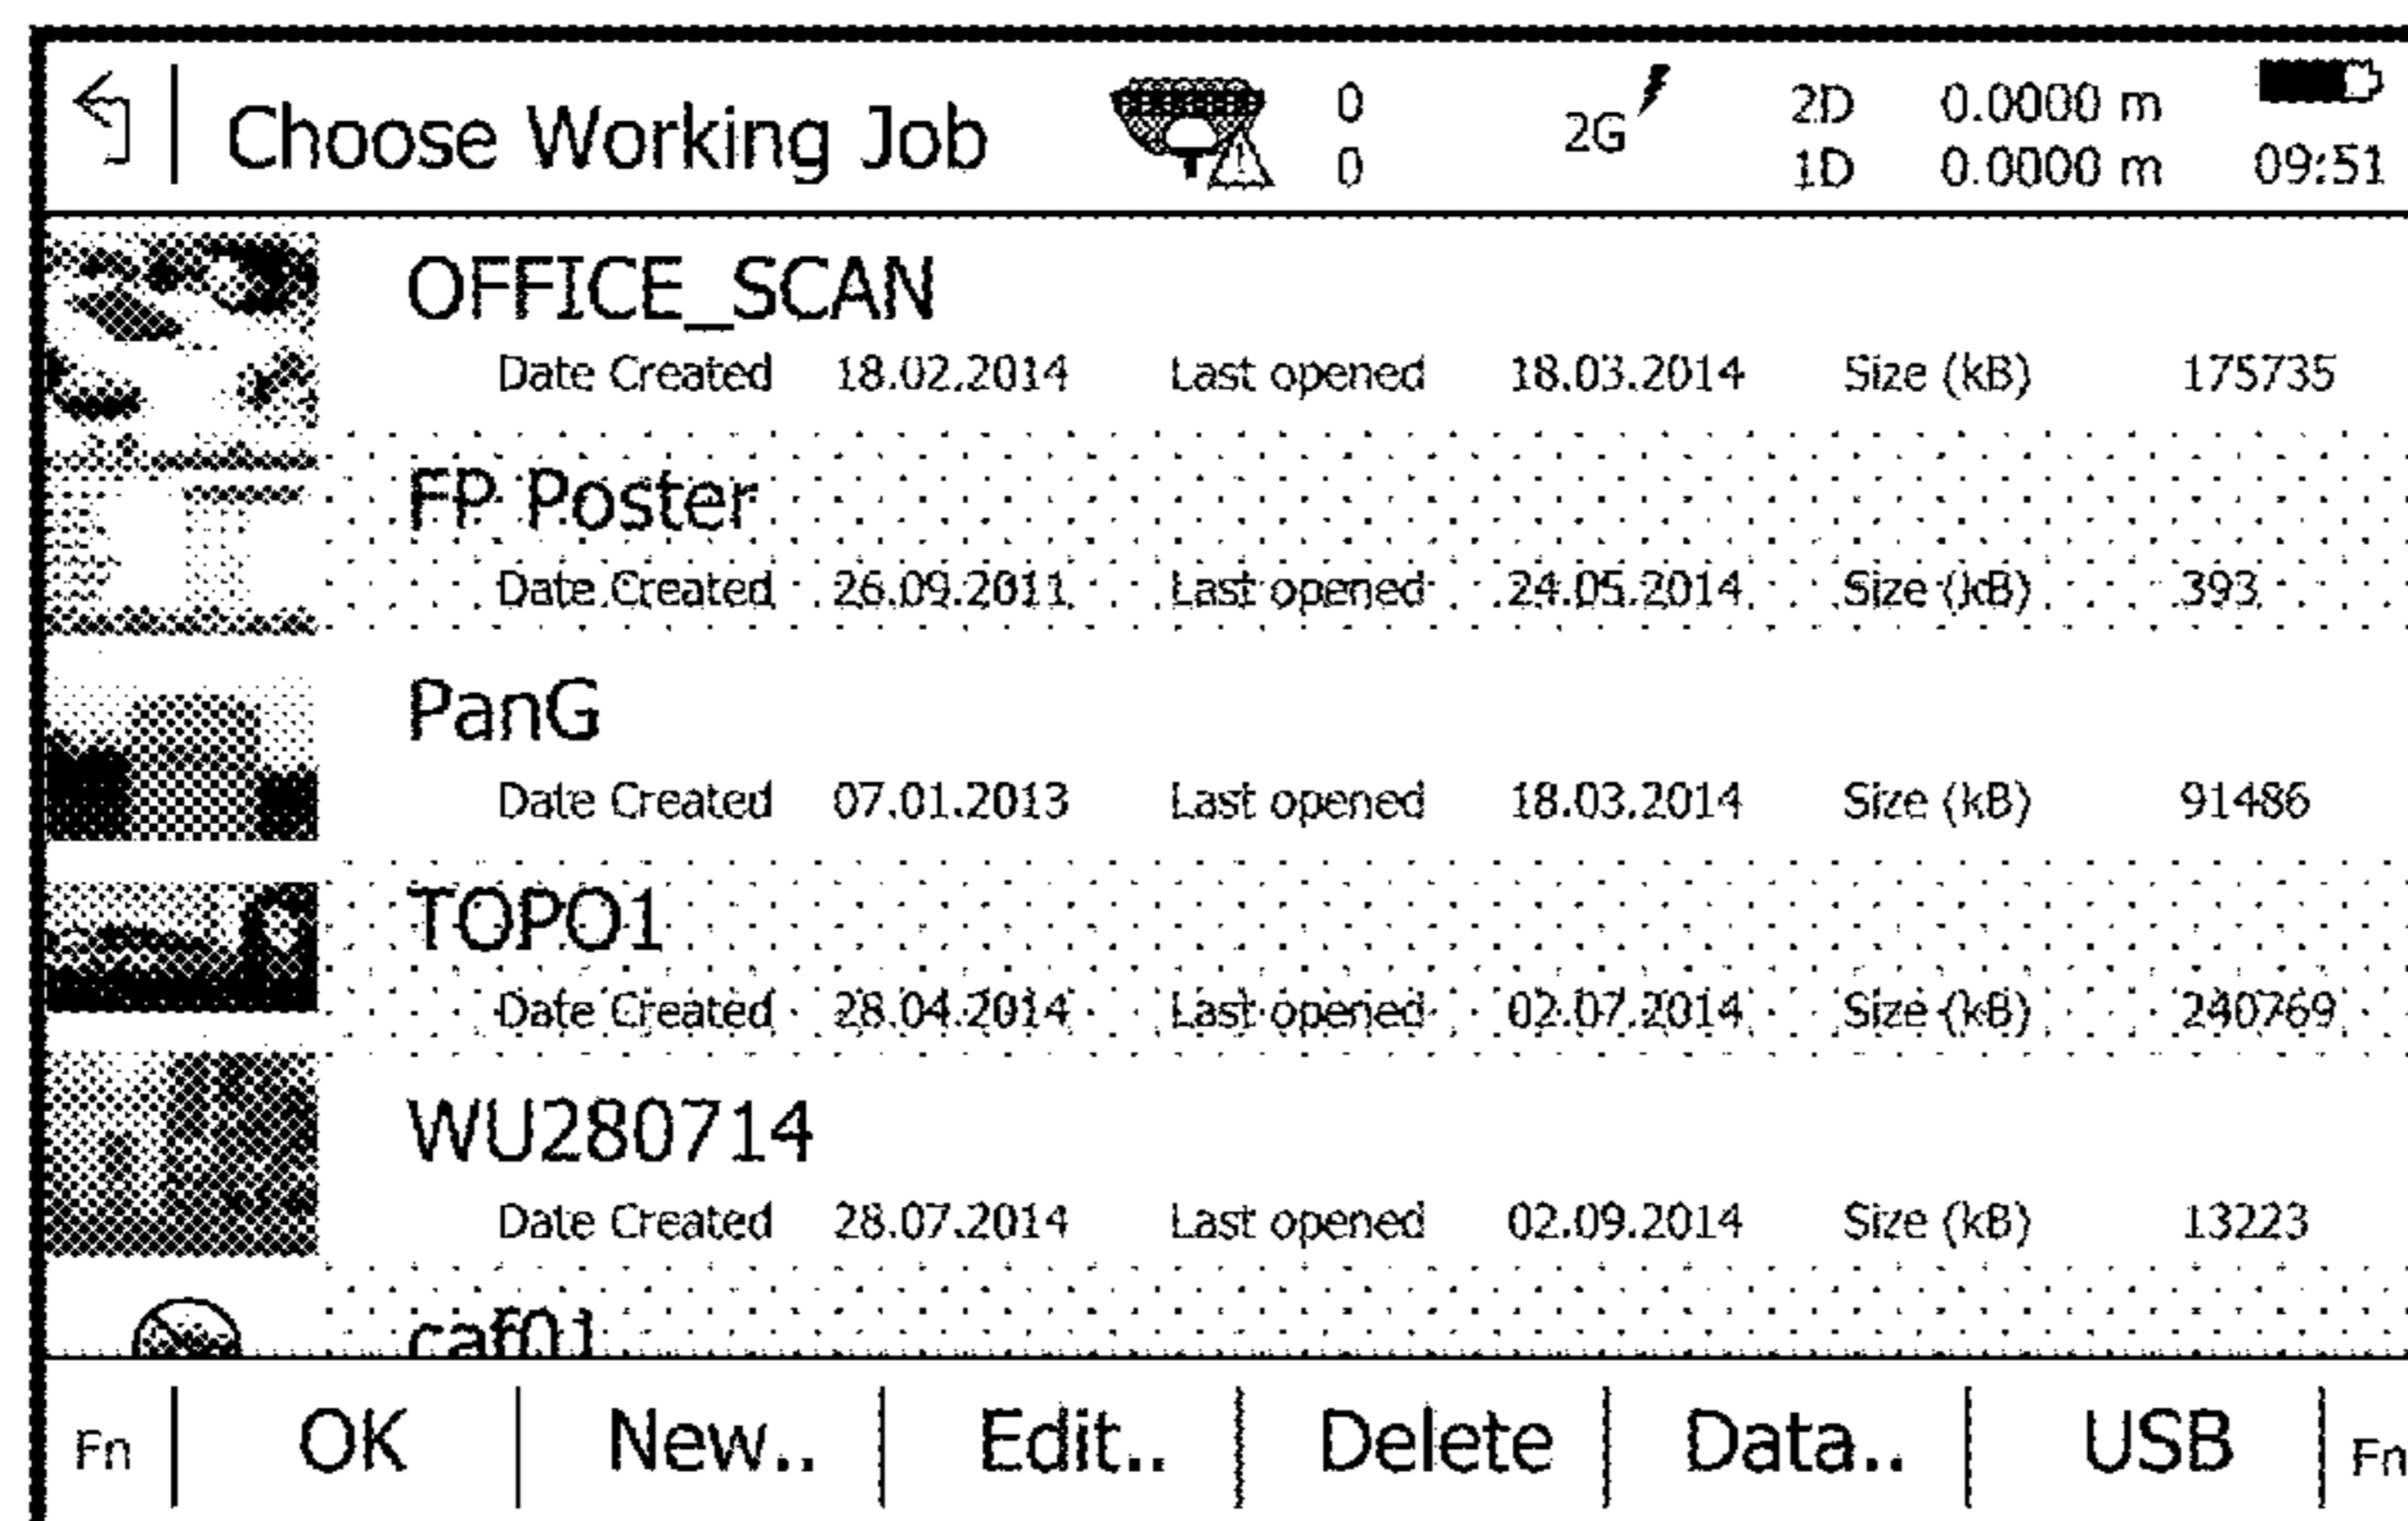 Choose Working Job 0 2G 2D 0.0000 m
0 1D 0.0000 m 09:51
OFFICE_SCAN
Date Created 18.02.2014 Last opened 18.03.2014 Size (kB) 175735
FP Poster
Date Created 26.09.2011 Last opened 24.05.2014 Size (kB) 393
PanG
Date Created 07.01.2013 Last opened 18.03.2014 Size (kB) 91486
TOPO1
Date Created 28.04.2014 Last opened 02.07.2014 Size (kB) 240769
WU280714
Date Created 28.07.2014 Last opened 02.09.2014 Size (kB) 13223
caf01
Fn OK New.. Edit.. Delete Data.. USB Fn